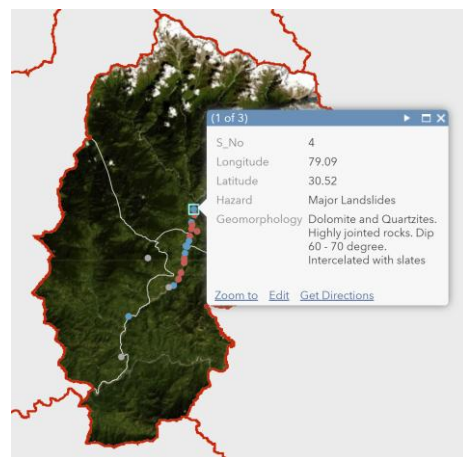 (1 of 3)
S_No 4
Longitude 79.09
Latitude 30.52
Hazard Major Landslides
Geomorphology Dolomite and Quartzites.
Highly jointed rocks. Dip
60 - 70 degree.
Intercelated with slates
Zoom to Edit Get Directions